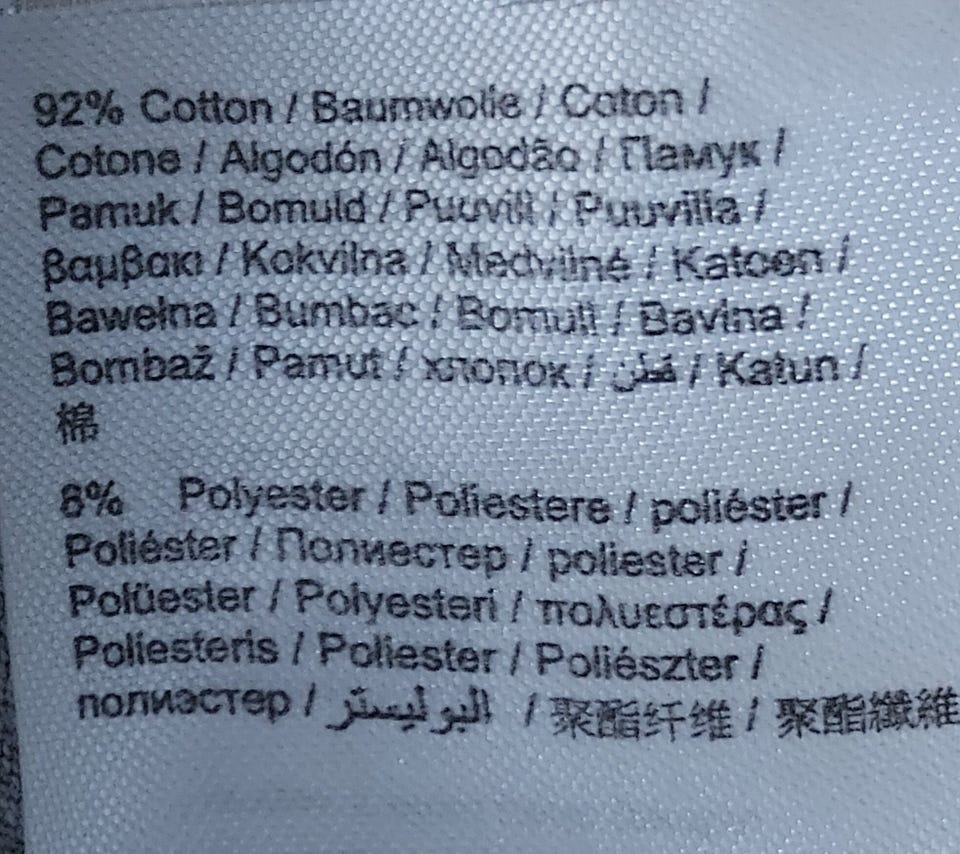 92% Cotton / Baumwolle / Coton /
Cotone / Algodón / Algodão / Памук /
Pamuk / Bomuld / Puuvill / Puuvilla /
βαμβακι / Kokvilna / Medvilnė / Katoen /
Bawełna / Bumbac / Bomull / Bavlna /
Bombaž / Pamut / хлопок / قطن / Katun /
棉
8% Polyester / Poliestere / poliéster /
Poliéster / Полиестер / poliester /
Polüester / Polyesteri / πολυεστέρας /
Poliesteris / Poliester / Poliészter /
полиэстер / البوليستر / 聚酯纤维 / 聚酯纖維